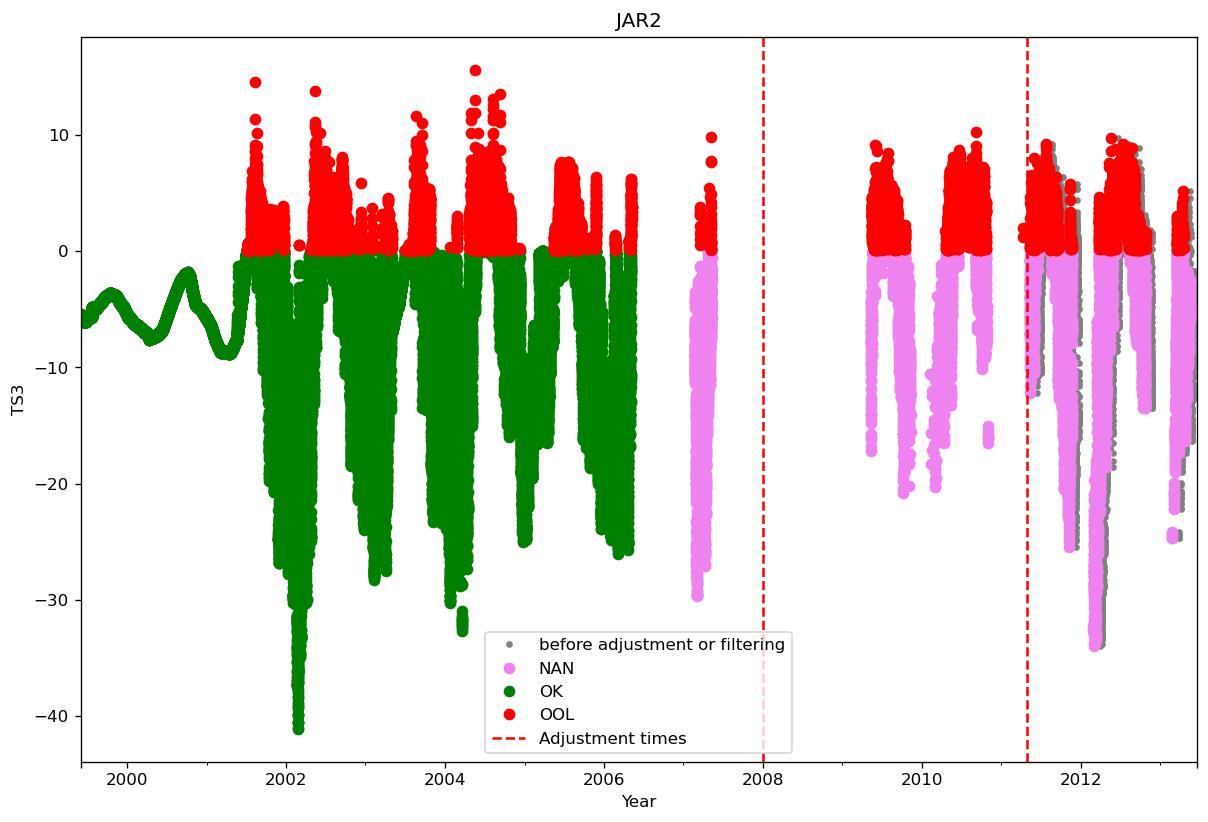 JAR2
10
0
−10
−20
−30
−40
TS3
before adjustment or filtering
NAN
OK
OOL
Adjustment times
2000
2002
2004
2006
2008
2010
2012
Year